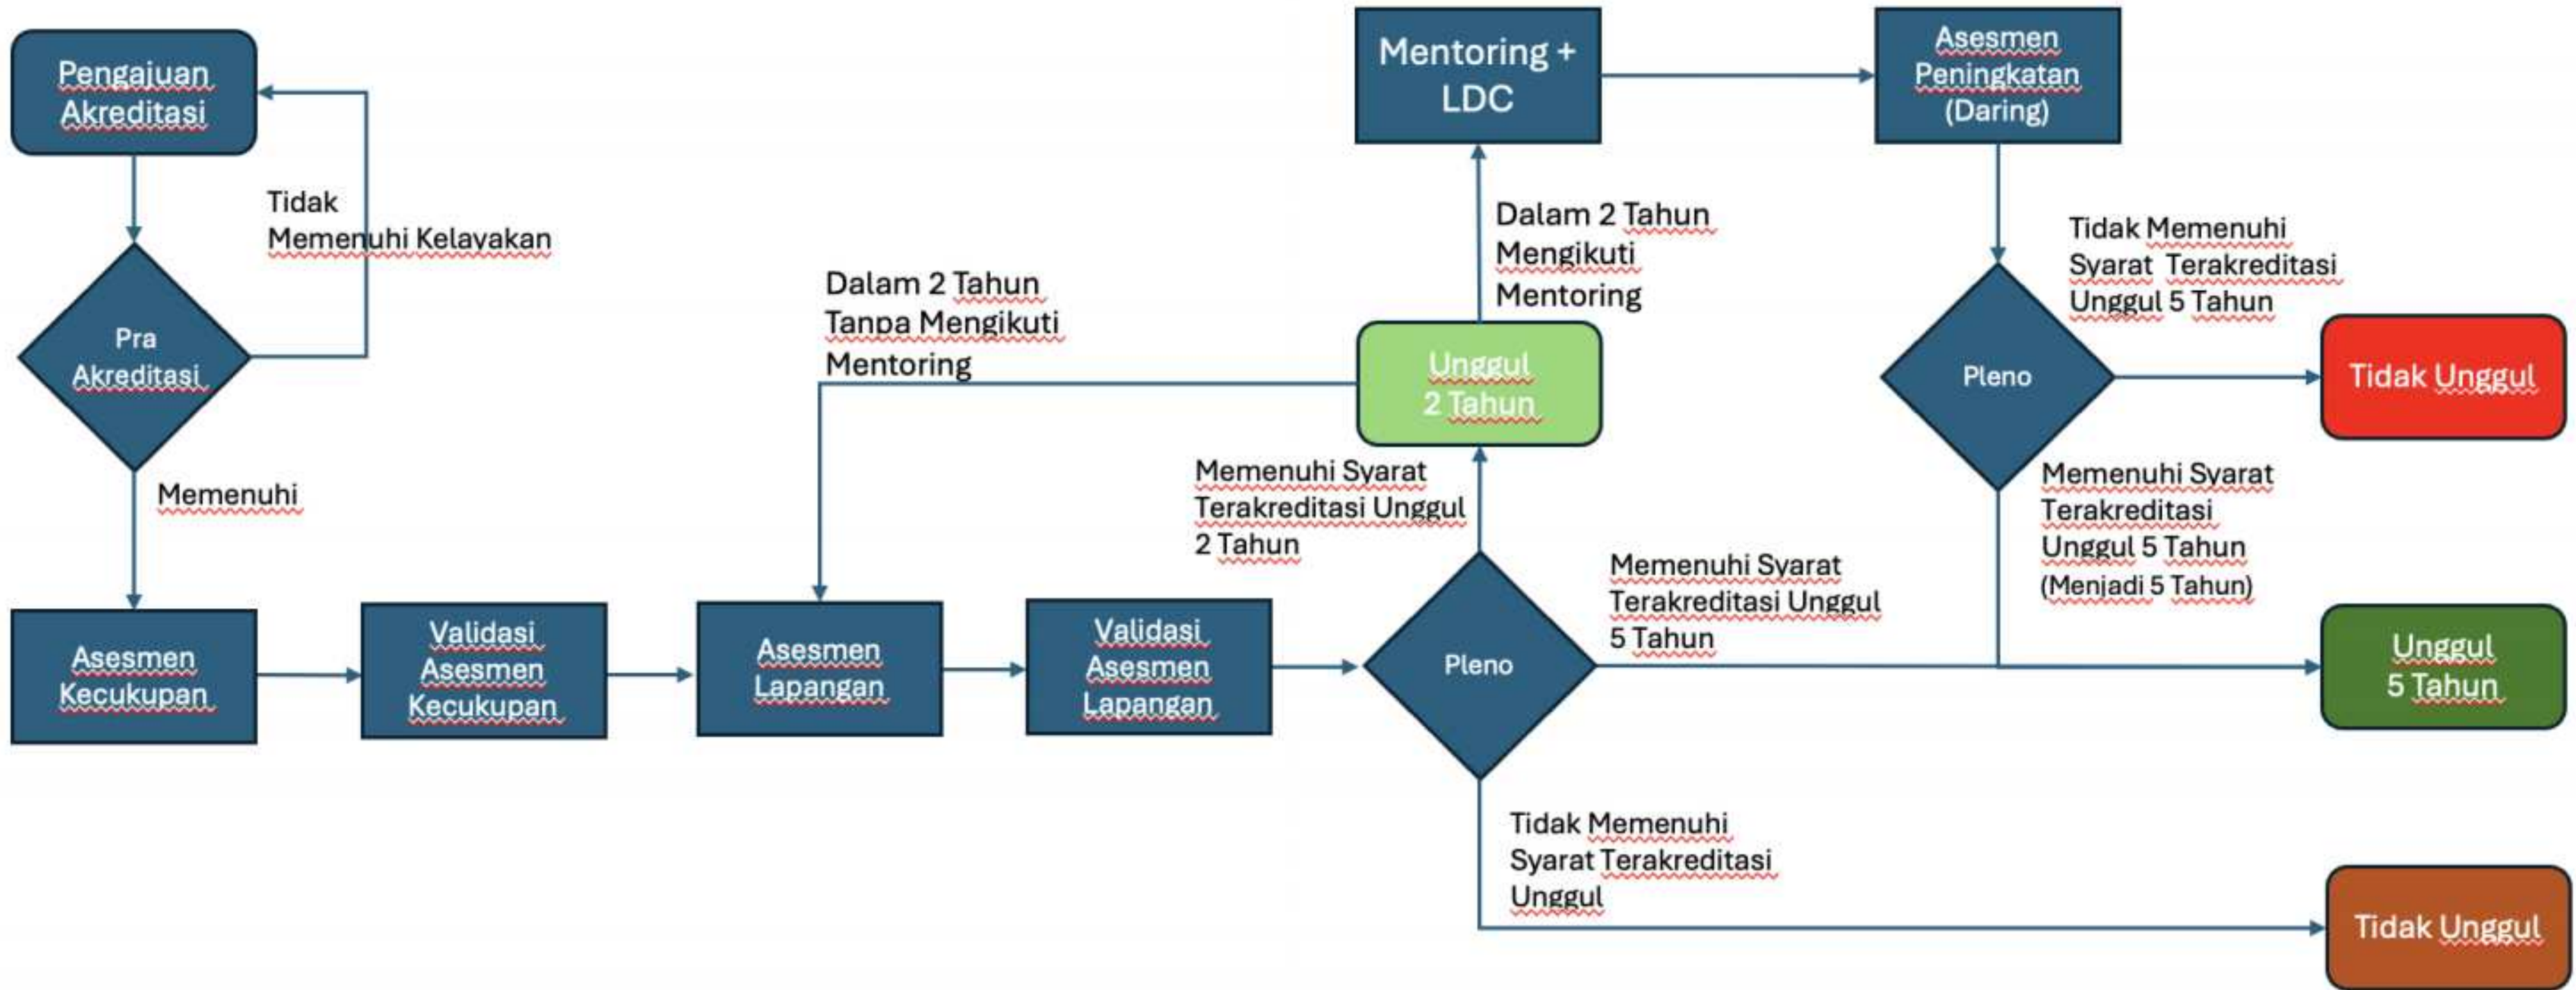 Pengajuan
Akreditasi
Tidak
Memenuhi Kelayakan
Pra
Akreditasi
Memenuhi
Asesmen
Kecukupan
Validasi
Asesmen
Kecukupan
Asesmen
Lapangan
Validasi
Asesmen
Lapangan
Pleno
Memenuhi Syarat
Terakreditasi Unggul
2 Tahun
Unggul
2 Tahun
Dalam 2 Tahun
Tanpa Mengikuti
Mentoring
Dalam 2 Tahun
Mengikuti
Mentoring
Mentoring +
LDC
Asesmen
Peningkatan
(Daring)
Pleno
Tidak Memenuhi
Syarat Terakreditasi
Unggul 5 Tahun
Tidak Unggul
Memenuhi Syarat
Terakreditasi
Unggul 5 Tahun
(Menjadi 5 Tahun)
Memenuhi Syarat
Terakreditasi Unggul
5 Tahun
Unggul
5 Tahun
Tidak Memenuhi
Syarat Terakreditasi
Unggul
Tidak Unggul